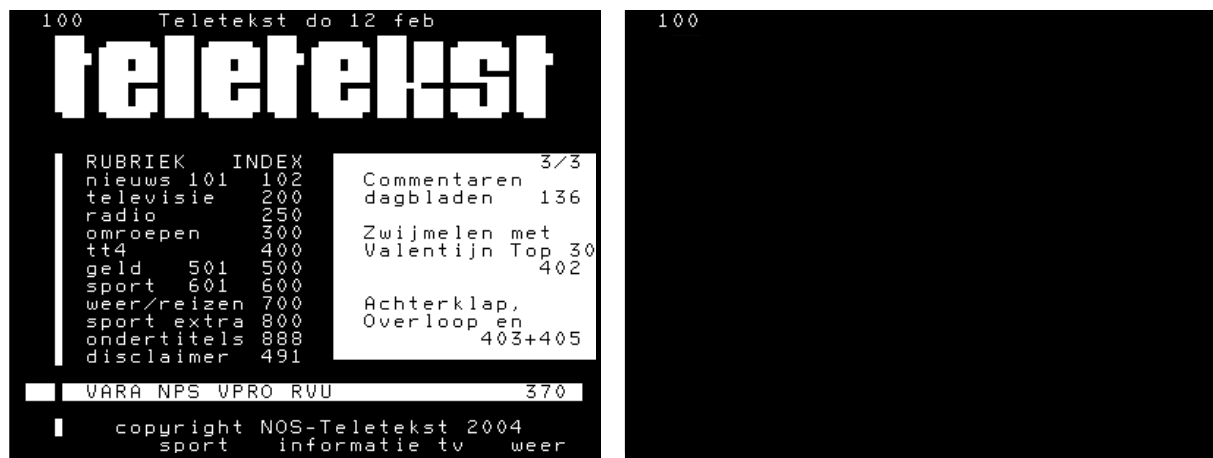 100 Teletekst do 12 feb
teletekst
RUBRIEK INDEX
nieuws 101 102
televisie 200
radio 250
omroepen 300
tt4 400
geld 501 500
sport 601 600
weer/reizen 700
sport extra 800
ondertitels 888
disclaimer 491
3/3
Commentaren
dagbladen 136
Zwijmelen met
Valentijn Top 30
402
Achterklap,
Overloop en
403+405
VARA NPS VPRO RVU 370
copyright NOS-Teletekst 2004
sport informatie tv weer
100